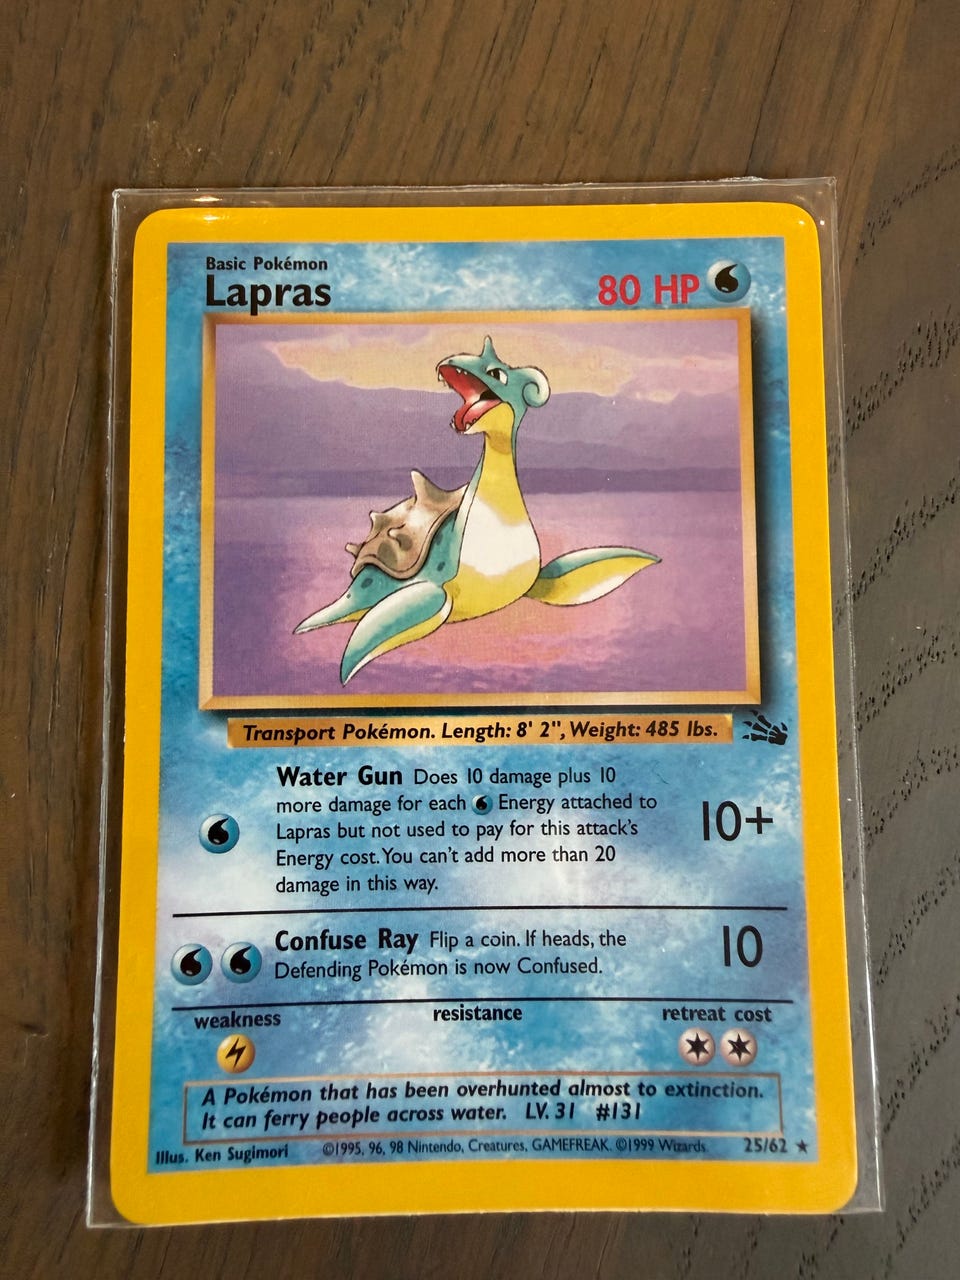 Basic Pokémon
Lapras
80 HP
Transport Pokémon. Length: 8' 2", Weight: 485 lbs.
Water Gun Does 10 damage plus 10
more damage for each Energy attached to
Lapras but not used to pay for this attack's
Energy cost. You can't add more than 20
damage in this way.
10+
Confuse Ray Flip a coin. If heads, the
Defending Pokémon is now Confused.
10
weakness resistance retreat cost
A Pokémon that has been overhunted almost to extinction.
It can ferry people across water. LV. 31 #131
Illus. Ken Sugimori ©1995, 96, 98 Nintendo, Creatures, GAMEFREAK. ©1999 Wizards. 25/62 ★